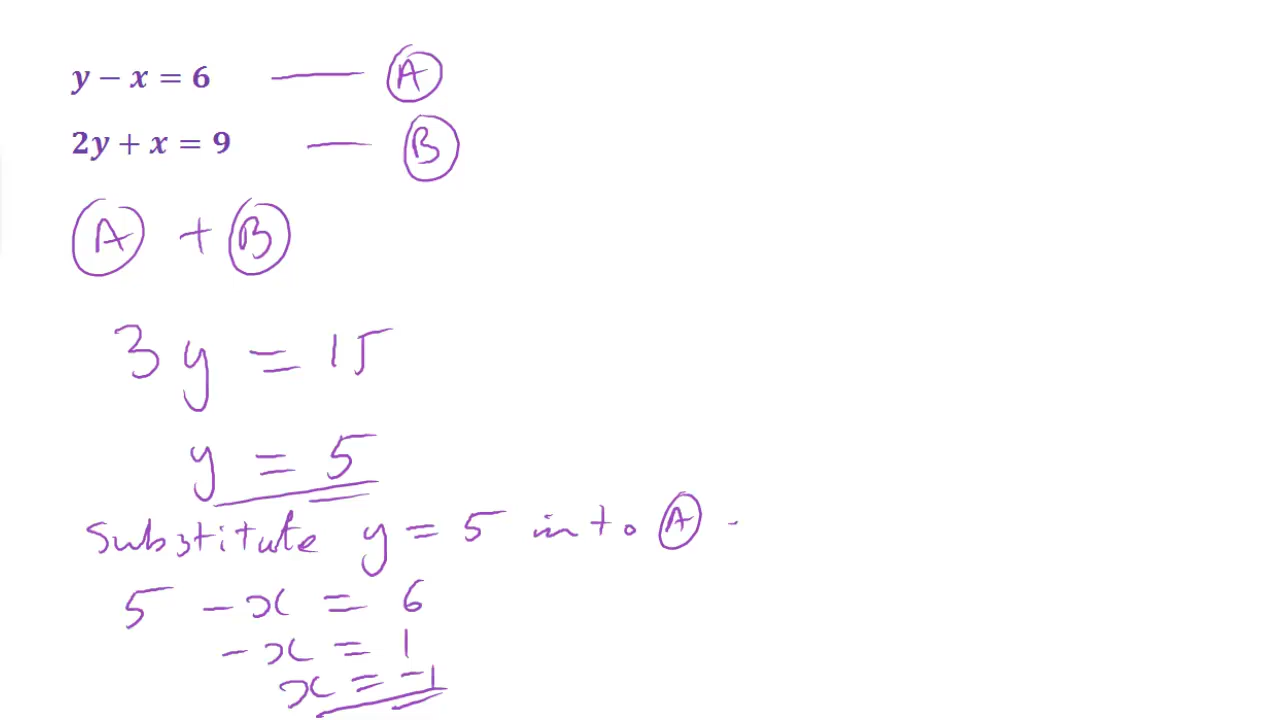 y − x = 6 — A
2y + x = 9 — B
A + B
3y = 15
y = 5
Substitute y = 5 into A
5 - x = 6
-x = 1
x = -1